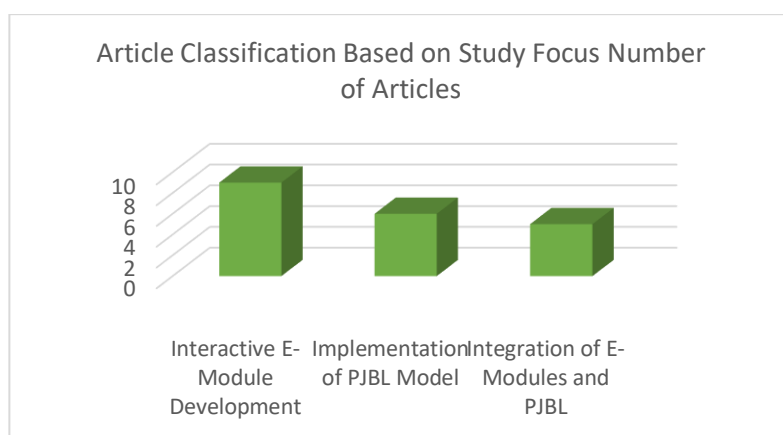 Article Classification Based on Study Focus Number
of Articles
10
8
6
4
2
0
Interactive E-
Module
Development
Implementation
of PJBL Model
Integration of E-
Modules and
PJBL